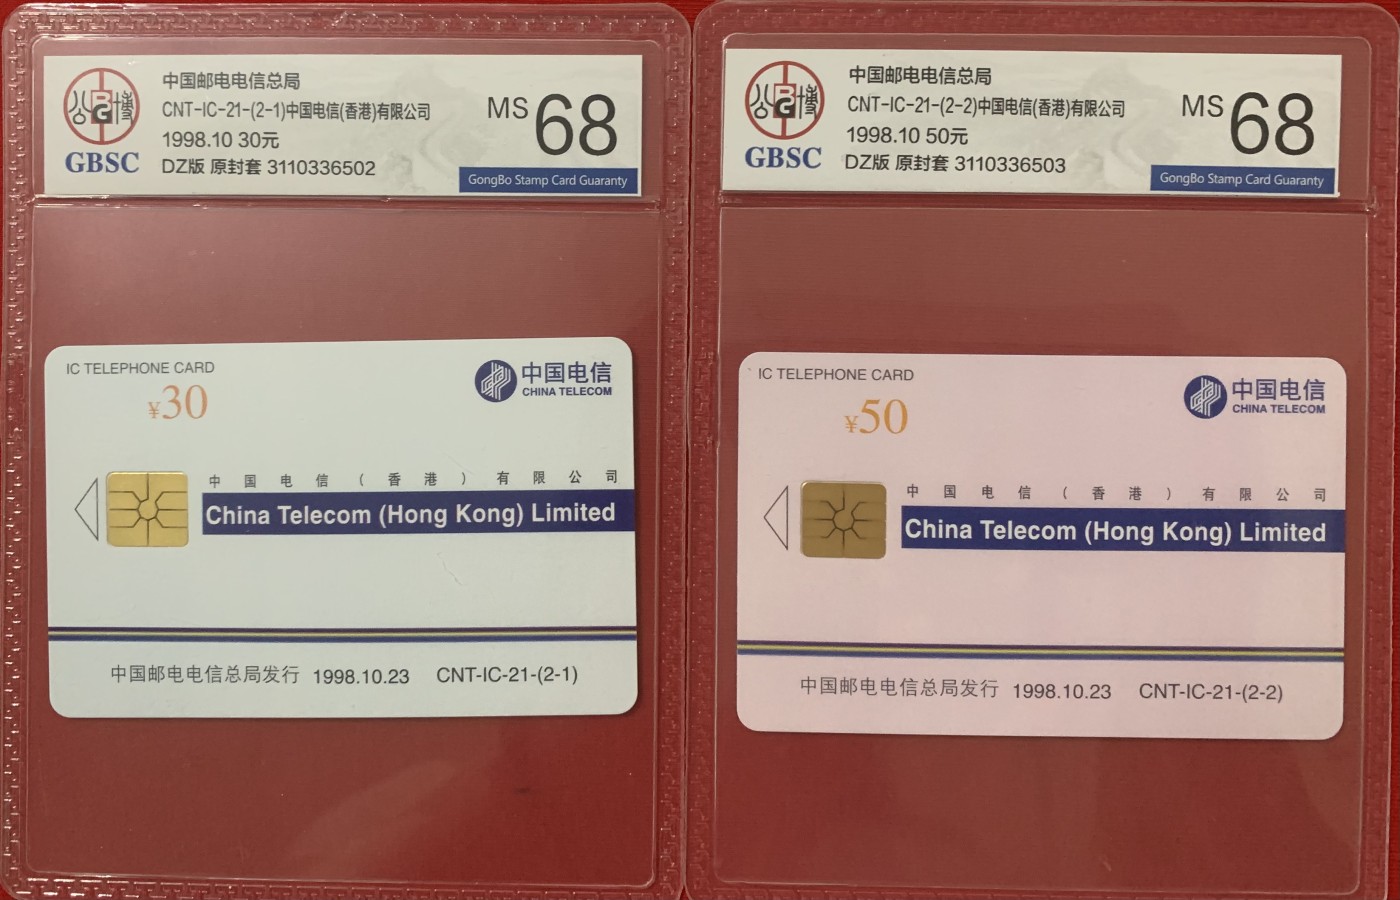 中国邮电电信总局
CNT-IC-21-(2-1)中国电信(香港)有限公司
1998.10 30元
DZ版 原封套 3110336502
公 BG 博
GBSC
MS 68
GongBo Stamp Card Guaranty
IC TELEPHONE CARD
¥30
中国电信
CHINA TELECOM
中国电信(香港)有限公司
China Telecom (Hong Kong) Limited
中国邮电电信总局发行 1998.10.23 CNT-IC-21-(2-1)
中国邮电电信总局
CNT-IC-21-(2-2)中国电信(香港)有限公司
1998.10 50元
DZ版 原封套 3110336503
公 BG 博
GBSC
MS 68
GongBo Stamp Card Guaranty
IC TELEPHONE CARD
¥50
中国电信
CHINA TELECOM
中国电信(香港)有限公司
China Telecom (Hong Kong) Limited
中国邮电电信总局发行 1998.10.23 CNT-IC-21-(2-2)